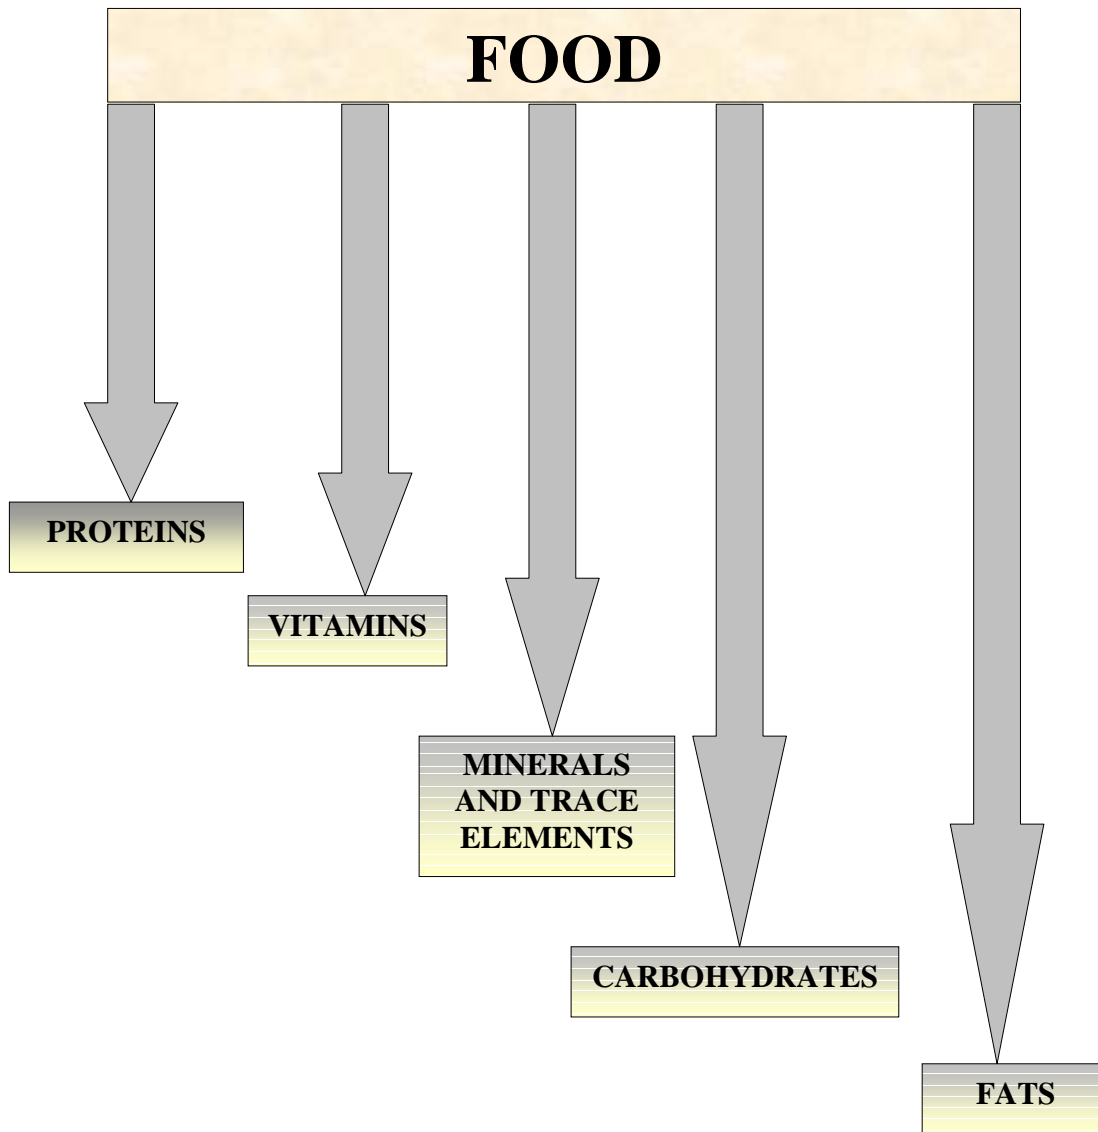 FOOD
PROTEINS
VITAMINS
MINERALS
AND TRACE
ELEMENTS
CARBOHYDRATES
FATS